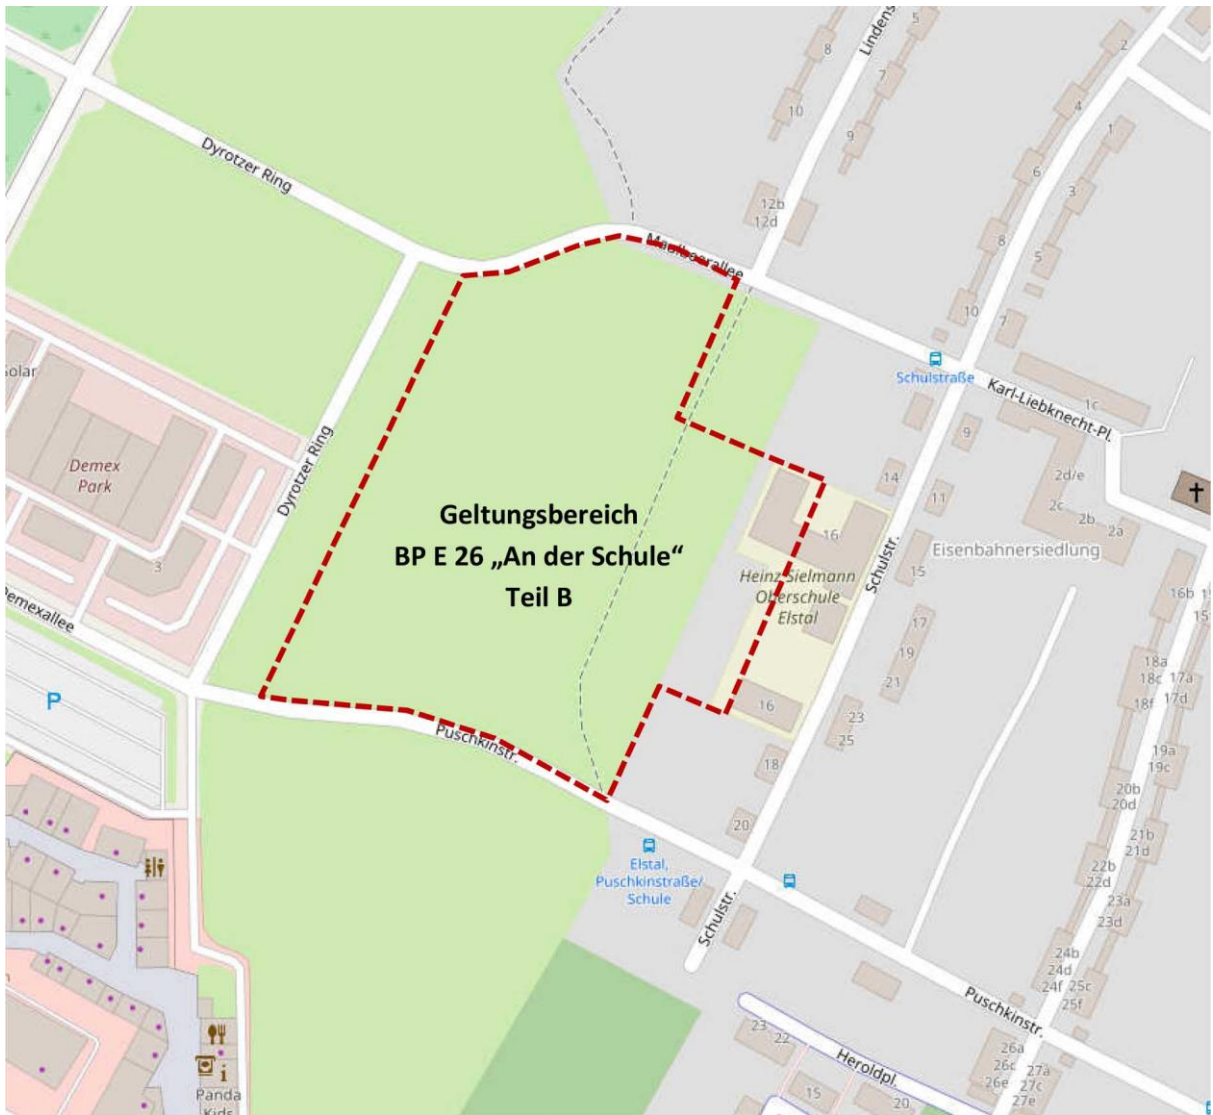 5
8
Lindens
2
7
4
10
1
9
Dyrotzer Ring
6
3
12b
12d
8
Maulbeerallee
5
10
7
Schulstraße
Karl-Liebknecht-Pl.
1c
Solar
9
Dyrotzer Ring
Demex
Park
14
2d/e
11
2c
2b
2a
Geltungsbereich
BP E 26 „An der Schule“
Teil B
16
Schulstr.
Eisenbahnersiedlung
3
15
Heinz Sielmann
Oberschule
Elstal
Demexallee
16b
15
17
19
18a
18c
18f
17a
17d
21
P
16
23
25
Puschkinstr.
19a
19c
18
20b
20d
20
21b
21d
Elstal,
Puschkinstraße/
Schule
22b
22d
23a
23d
Schulstr.
24b
24d
24f
25c
25f
Puschkinstr.
23
22
26a
26c
26e
27a
27c
27e
Heroldpl.
15
20
i
Panda
Kids